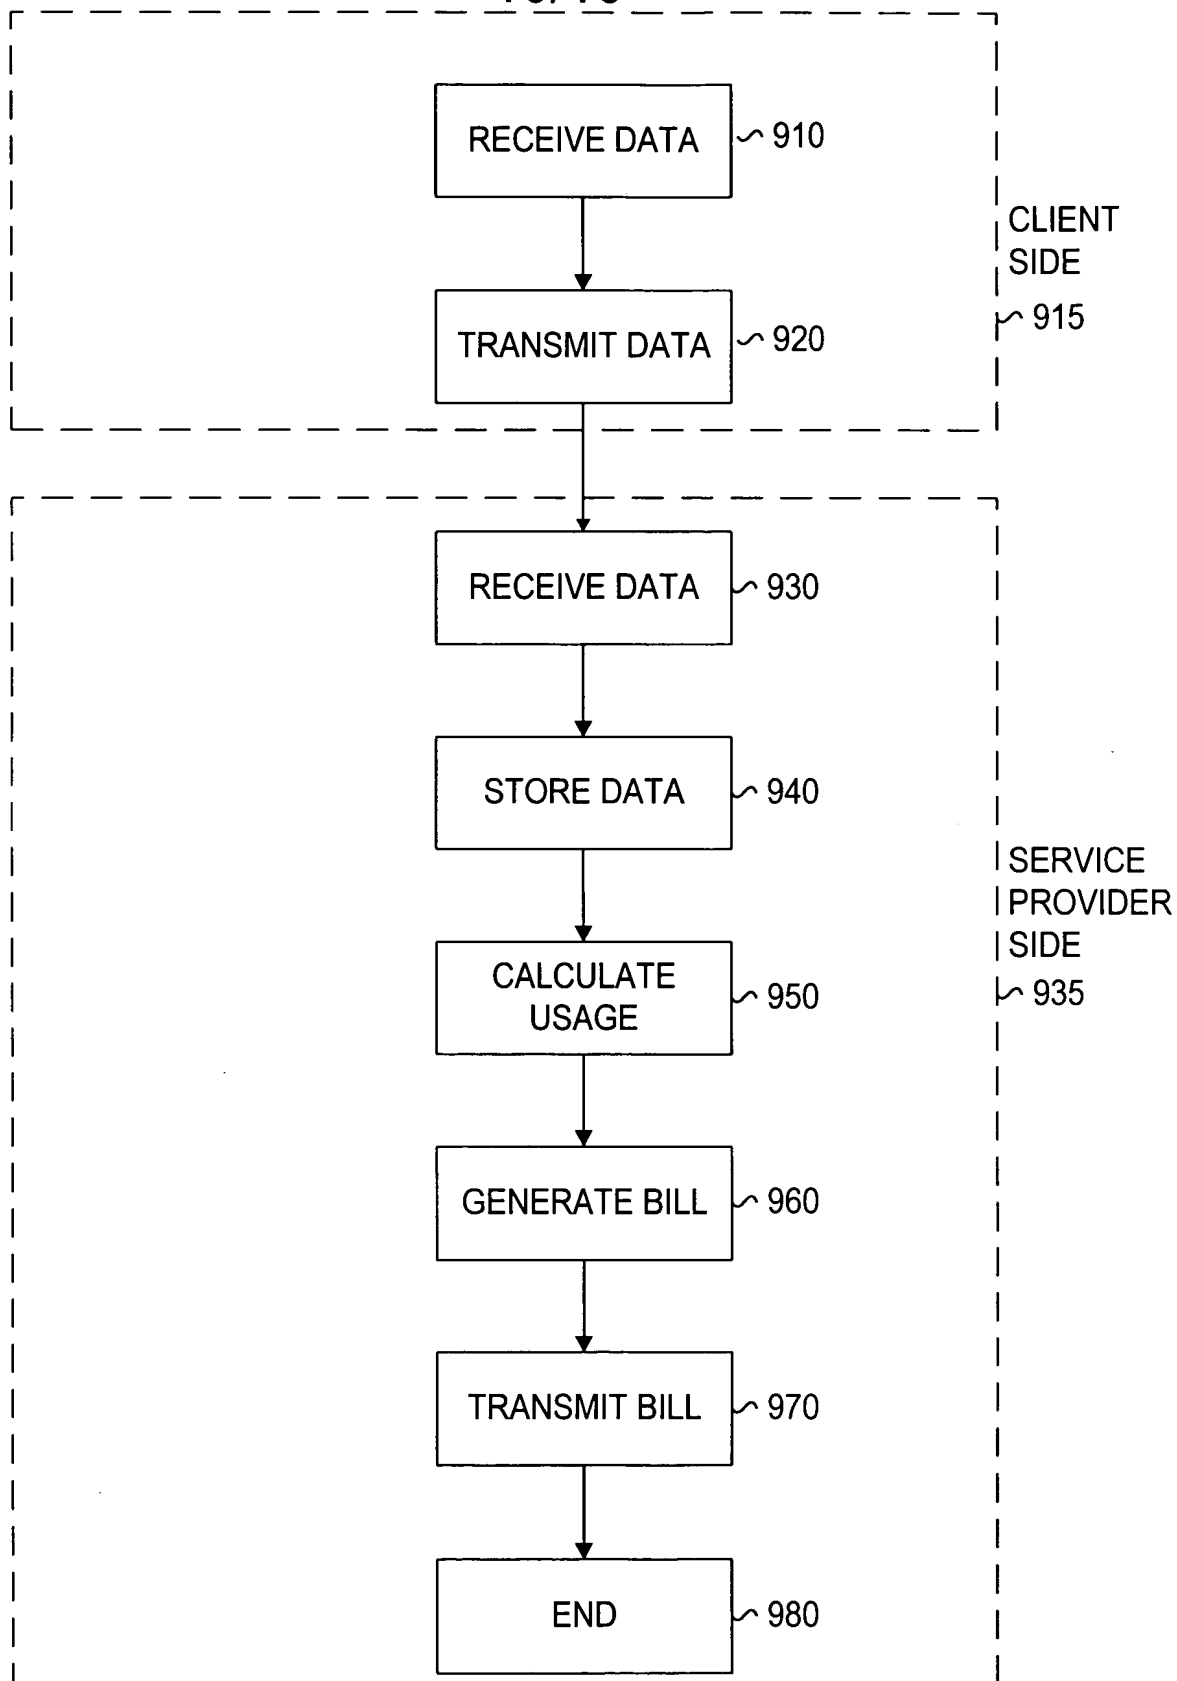 RECEIVE DATA 910
CLIENT
SIDE
915
TRANSMIT DATA 920
RECEIVE DATA 930
STORE DATA 940
SERVICE
PROVIDER
SIDE
935
CALCULATE
USAGE
950
GENERATE BILL 960
TRANSMIT BILL 970
END 980